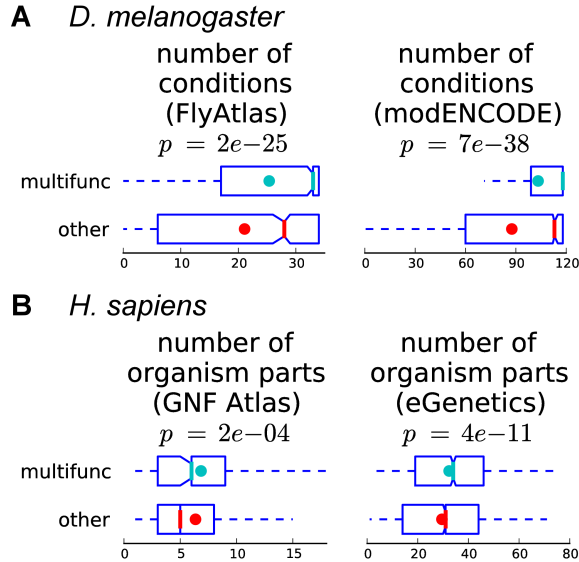 A D. melanogaster
number of conditions (FlyAtlas)
p = 2e−25
number of conditions (modENCODE)
p = 7e−38
multifunc
other
0 10 20 30
0 30 60 90 120
B H. sapiens
number of organism parts (GNF Atlas)
p = 2e−04
number of organism parts (eGenetics)
p = 4e−11
multifunc
other
0 5 10 15
0 20 40 60 80